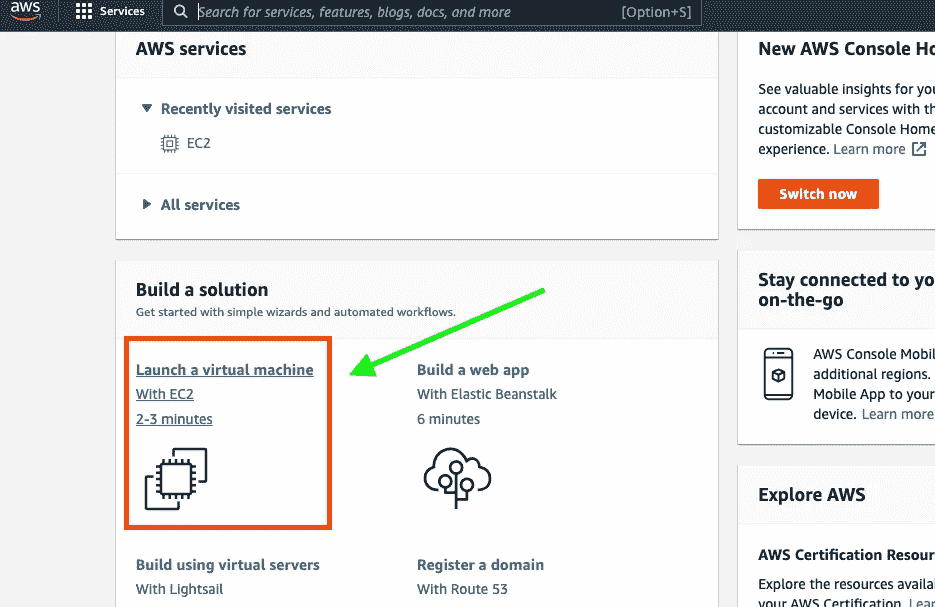 aws
Services
Search for services, features, blogs, docs, and more
[Option+S]
AWS services
Recently visited services
EC2
All services
Build a solution
Get started with simple wizards and automated workflows.
Launch a virtual machine
With EC2
2-3 minutes
Build a web app
With Elastic Beanstalk
6 minutes
Build using virtual servers
With Lightsail
Register a domain
With Route 53
New AWS Console Ho
See valuable insights for you
account and services with th
customizable Console Home
experience. Learn more
Switch now
Stay connected to yo
on-the-go
AWS Console Mobil
additional regions.
Mobile App to your
device. Learn more
Explore AWS
AWS Certification Resour
Explore the resources availa
your AWS Certification. Lear